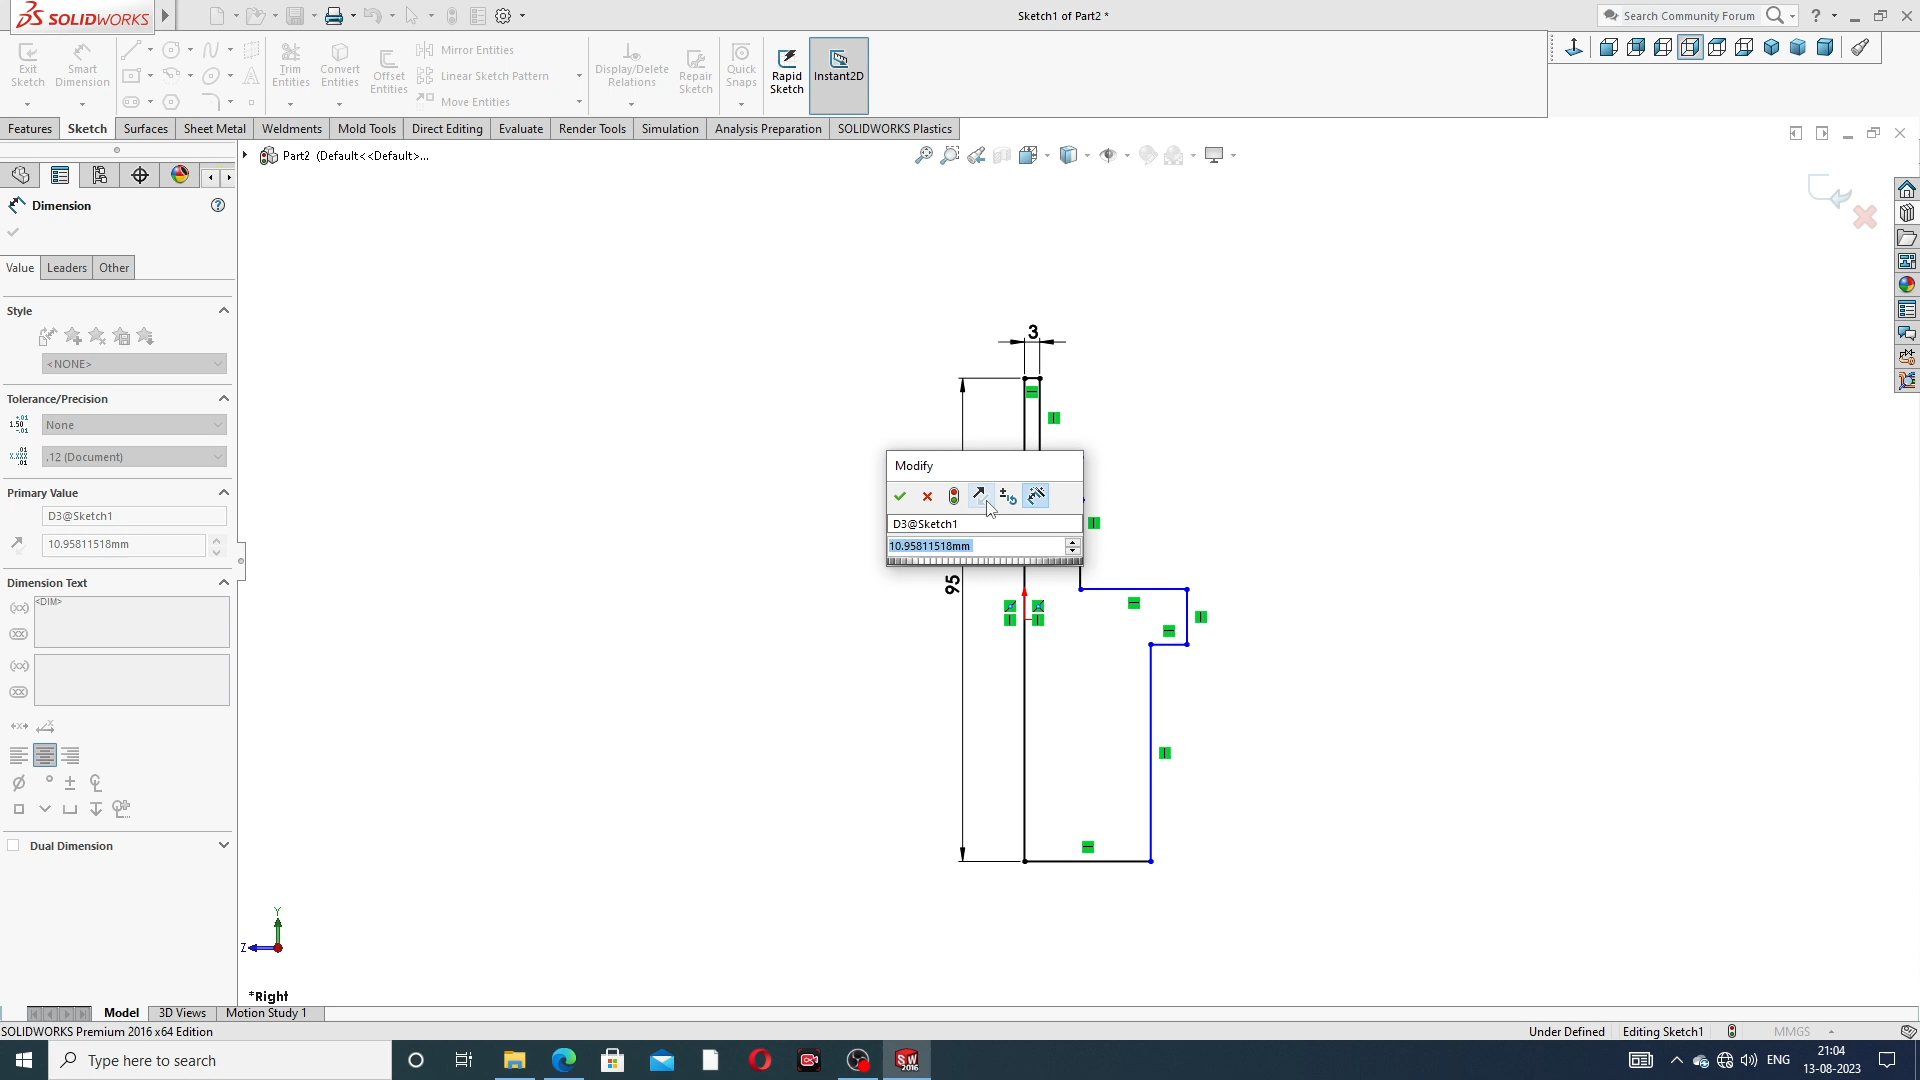 SOLIDWORKS
Sketch1 of Part2 *
Search Community Forum
Exit Sketch
Smart Dimension
Trim Entities
Convert Entities
Offset Entities
Mirror Entities
Linear Sketch Pattern
Move Entities
Display/Delete Relations
Repair Sketch
Quick Snaps
Rapid Sketch
Instant2D
Features
Sketch
Surfaces
Sheet Metal
Weldments
Mold Tools
Direct Editing
Evaluate
Render Tools
Simulation
Analysis Preparation
SOLIDWORKS Plastics
Part2 (Default<<Default>...
Dimension
Value
Leaders
Other
Style
<NONE>
Tolerance/Precision
None
.12 (Document)
Primary Value
D3@Sketch1
10.95811518mm
Dimension Text
<DIM>
Dual Dimension
3
95
Modify
D3@Sketch1
10.95811518mm
Y
Z
*Right
Model
3D Views
Motion Study 1
SOLIDWORKS Premium 2016 x64 Edition
Under Defined
Editing Sketch1
MMGS
Type here to search
SW
2016
ENG
21:04
13-08-2023